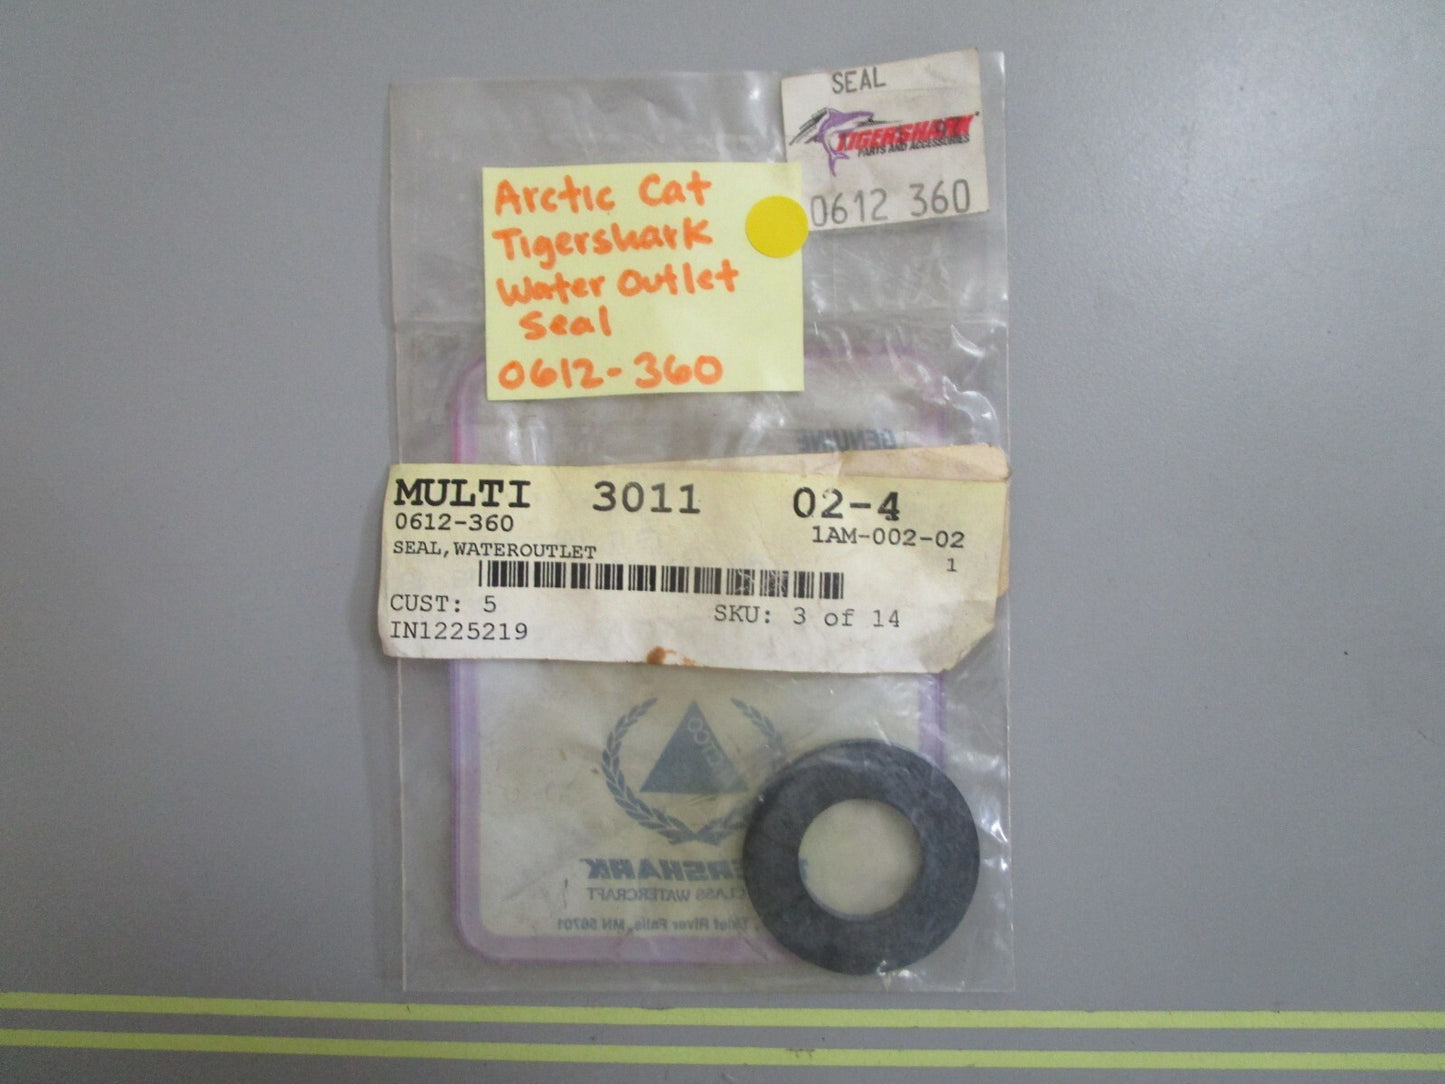 SEAL
TIGERSHARK
PARTS AND ACCESSORIES
0612 360
Arctic Cat
Tigershark
Water Outlet
Seal
0612-360
GENUINE
MULTI 3011 02-4
0612-360 1AM-002-02
SEAL,WATEROUTLET 1
CUST: 5 SKU: 3 of 14
IN1225219
ERSHARK
CLASS WATERCRAFT
Thief River Falls, MN 56701